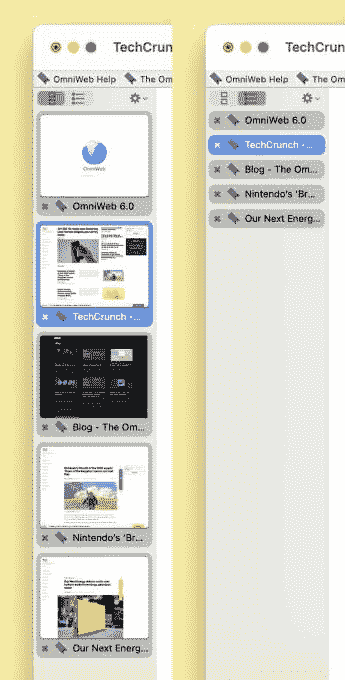 TechCrunch
OmniWeb Help The Om
OmniWeb
OmniWeb 6.0
TechCrunch -...
Blog - The Om...
Nintendo's 'Br...
Our Next Energ...
TechCrunch
OmniWeb Help The Om
OmniWeb 6.0
TechCrunch -...
Blog - The Om...
Nintendo's 'Br...
Our Next Energ...